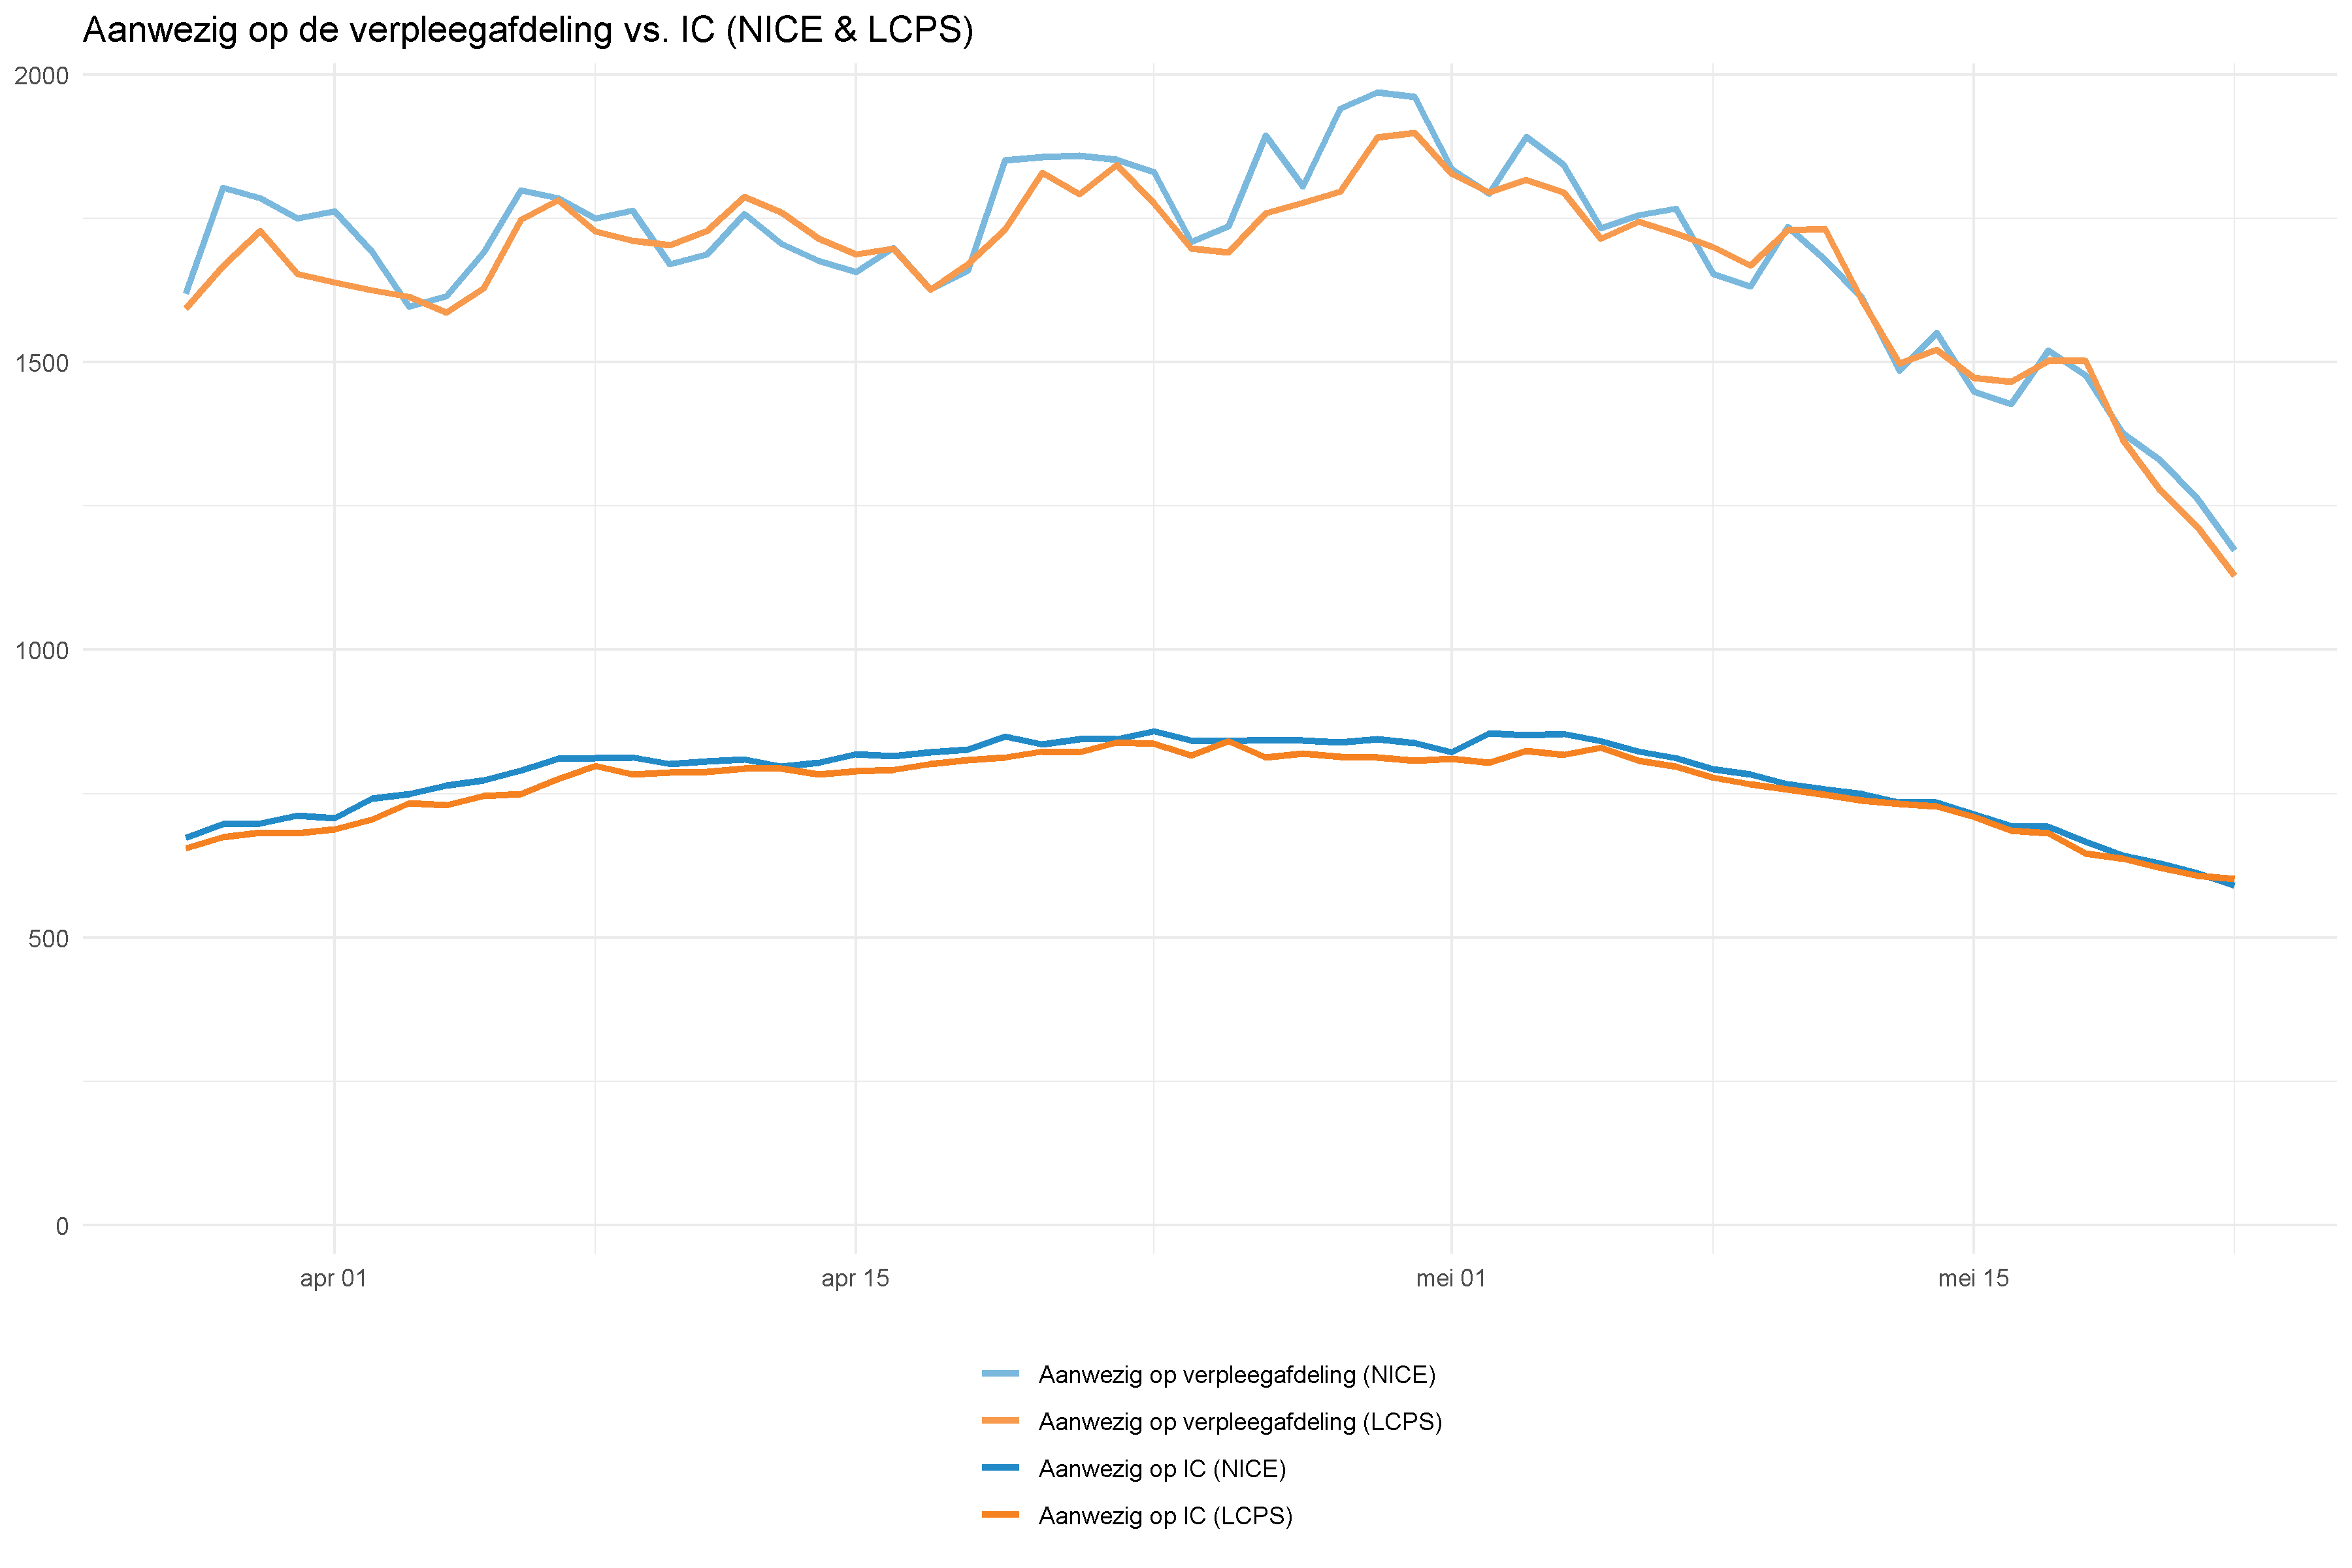 Aanwezig op de verpleegafdeling vs. IC (NICE & LCPS)
2000
1500
1000
500
0
apr 01
apr 15
mei 01
mei 15
Aanwezig op verpleegafdeling (NICE)
Aanwezig op verpleegafdeling (LCPS)
Aanwezig op IC (NICE)
Aanwezig op IC (LCPS)